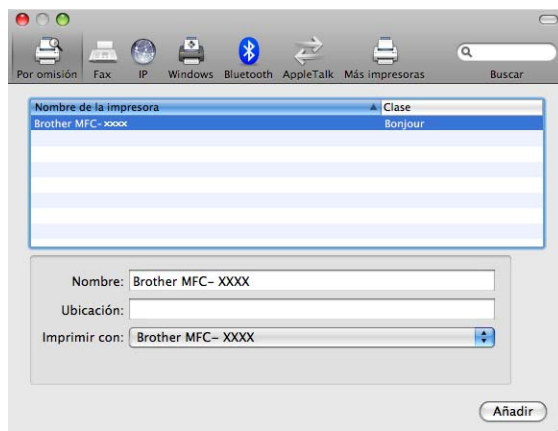 Por omisión Fax IP Windows Bluetooth AppleTalk Más impresoras Buscar
Nombre de la impresora Clase
Brother MFC- xxxx Bonjour
Nombre: Brother MFC- XXXX
Ubicación:
Imprimir con: Brother MFC- XXXX
Añadir